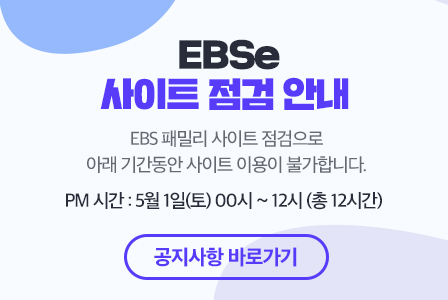 EBSe
사이트 점검 안내
EBS 패밀리 사이트 점검으로
아래 기간동안 사이트 이용이 불가합니다.
PM 시간 : 5월 1일(토) 00시 ~ 12시 (총 12시간)
공지사항 바로가기